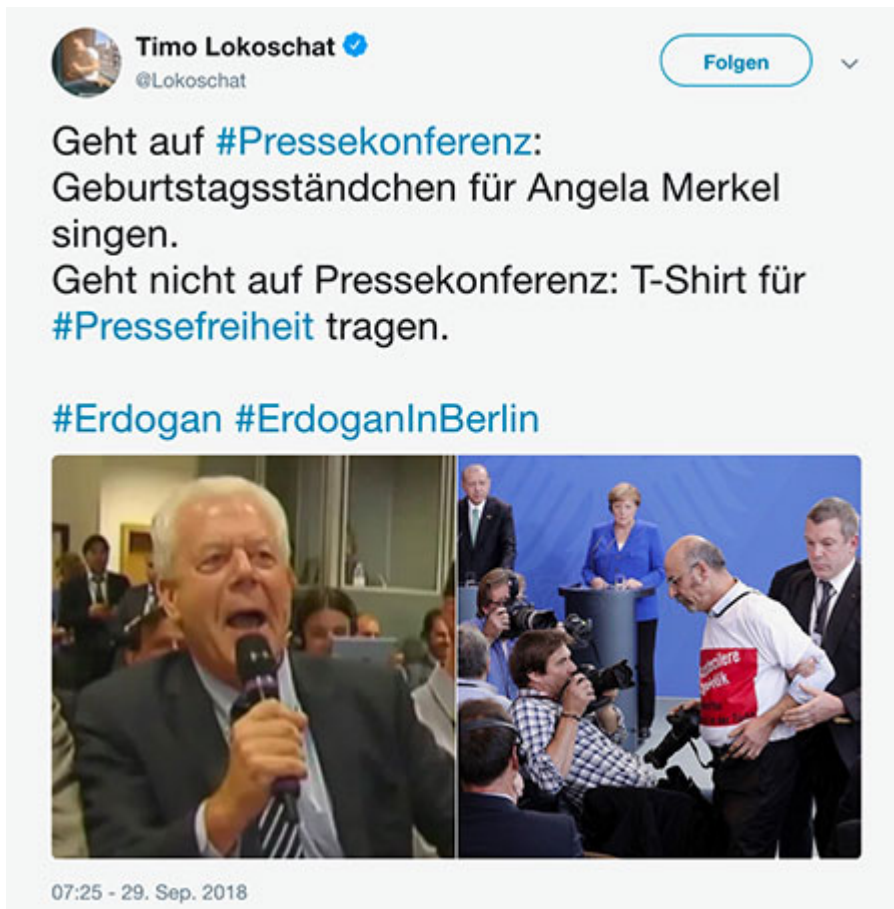 Timo Lokoschat
@Lokoschat
Folgen
Geht auf #Pressekonferenz:
Geburtstagsständchen für Angela Merkel
singen.
Geht nicht auf Pressekonferenz: T-Shirt für
#Pressefreiheit tragen.
#Erdogan #ErdoganInBerlin
07:25 - 29. Sep. 2018